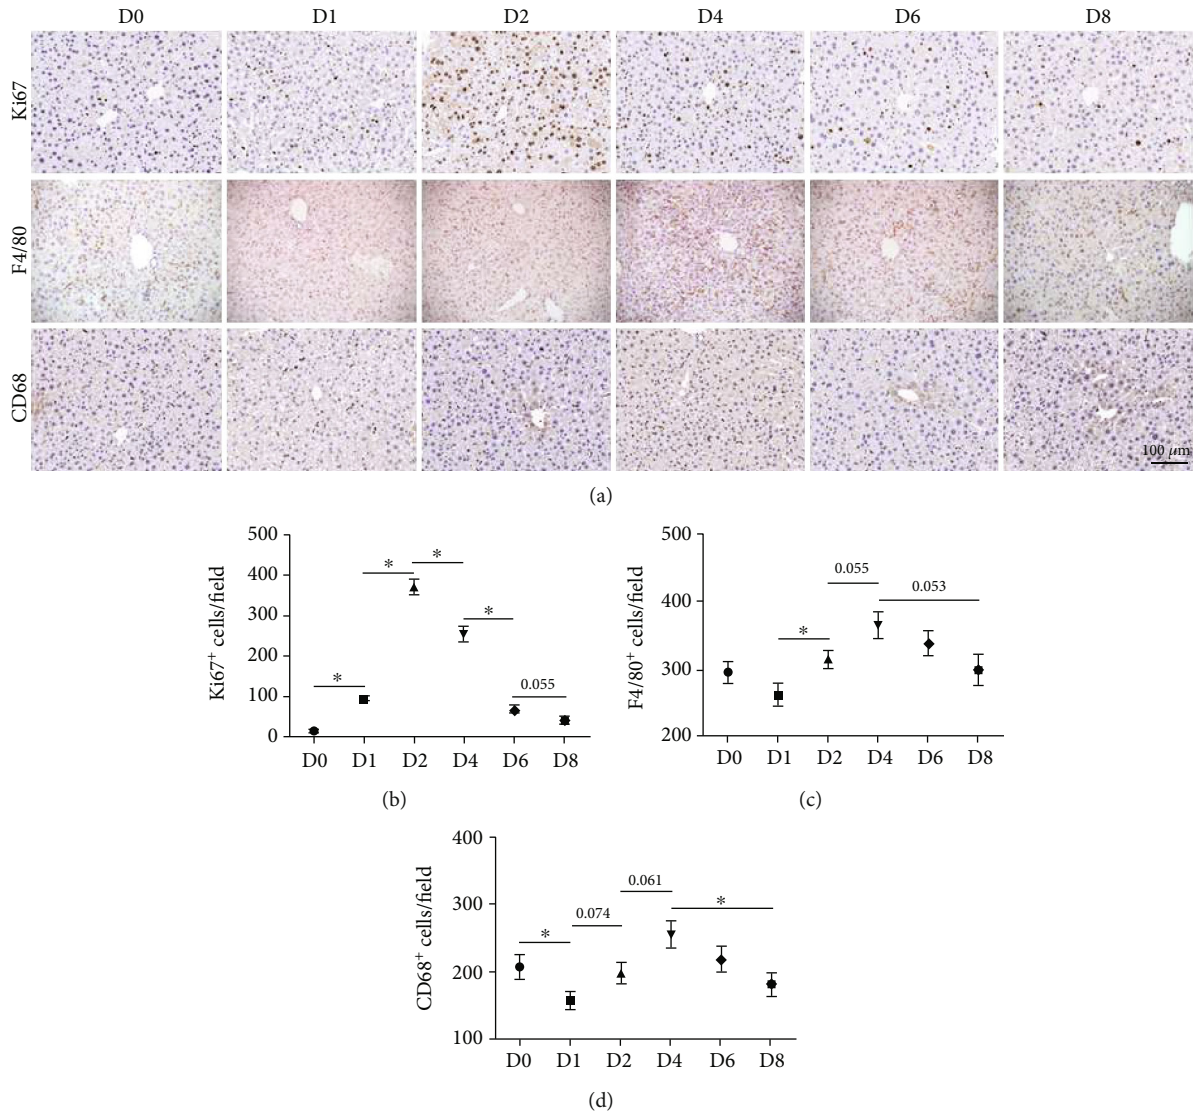 D0 D1 D2 D4 D6 D8
Ki67
F4/80
CD68
100 μm
(a)
Ki67⁺ cells/field
500
400
300
200
100
0
*
*
*
*
0.055
D0 D1 D2 D4 D6 D8
(b)
F4/80⁺ cells/field
500
400
300
200
*
0.055
0.053
D0 D1 D2 D4 D6 D8
(c)
CD68⁺ cells/field
400
300
200
100
*
0.074
0.061
*
D0 D1 D2 D4 D6 D8
(d)